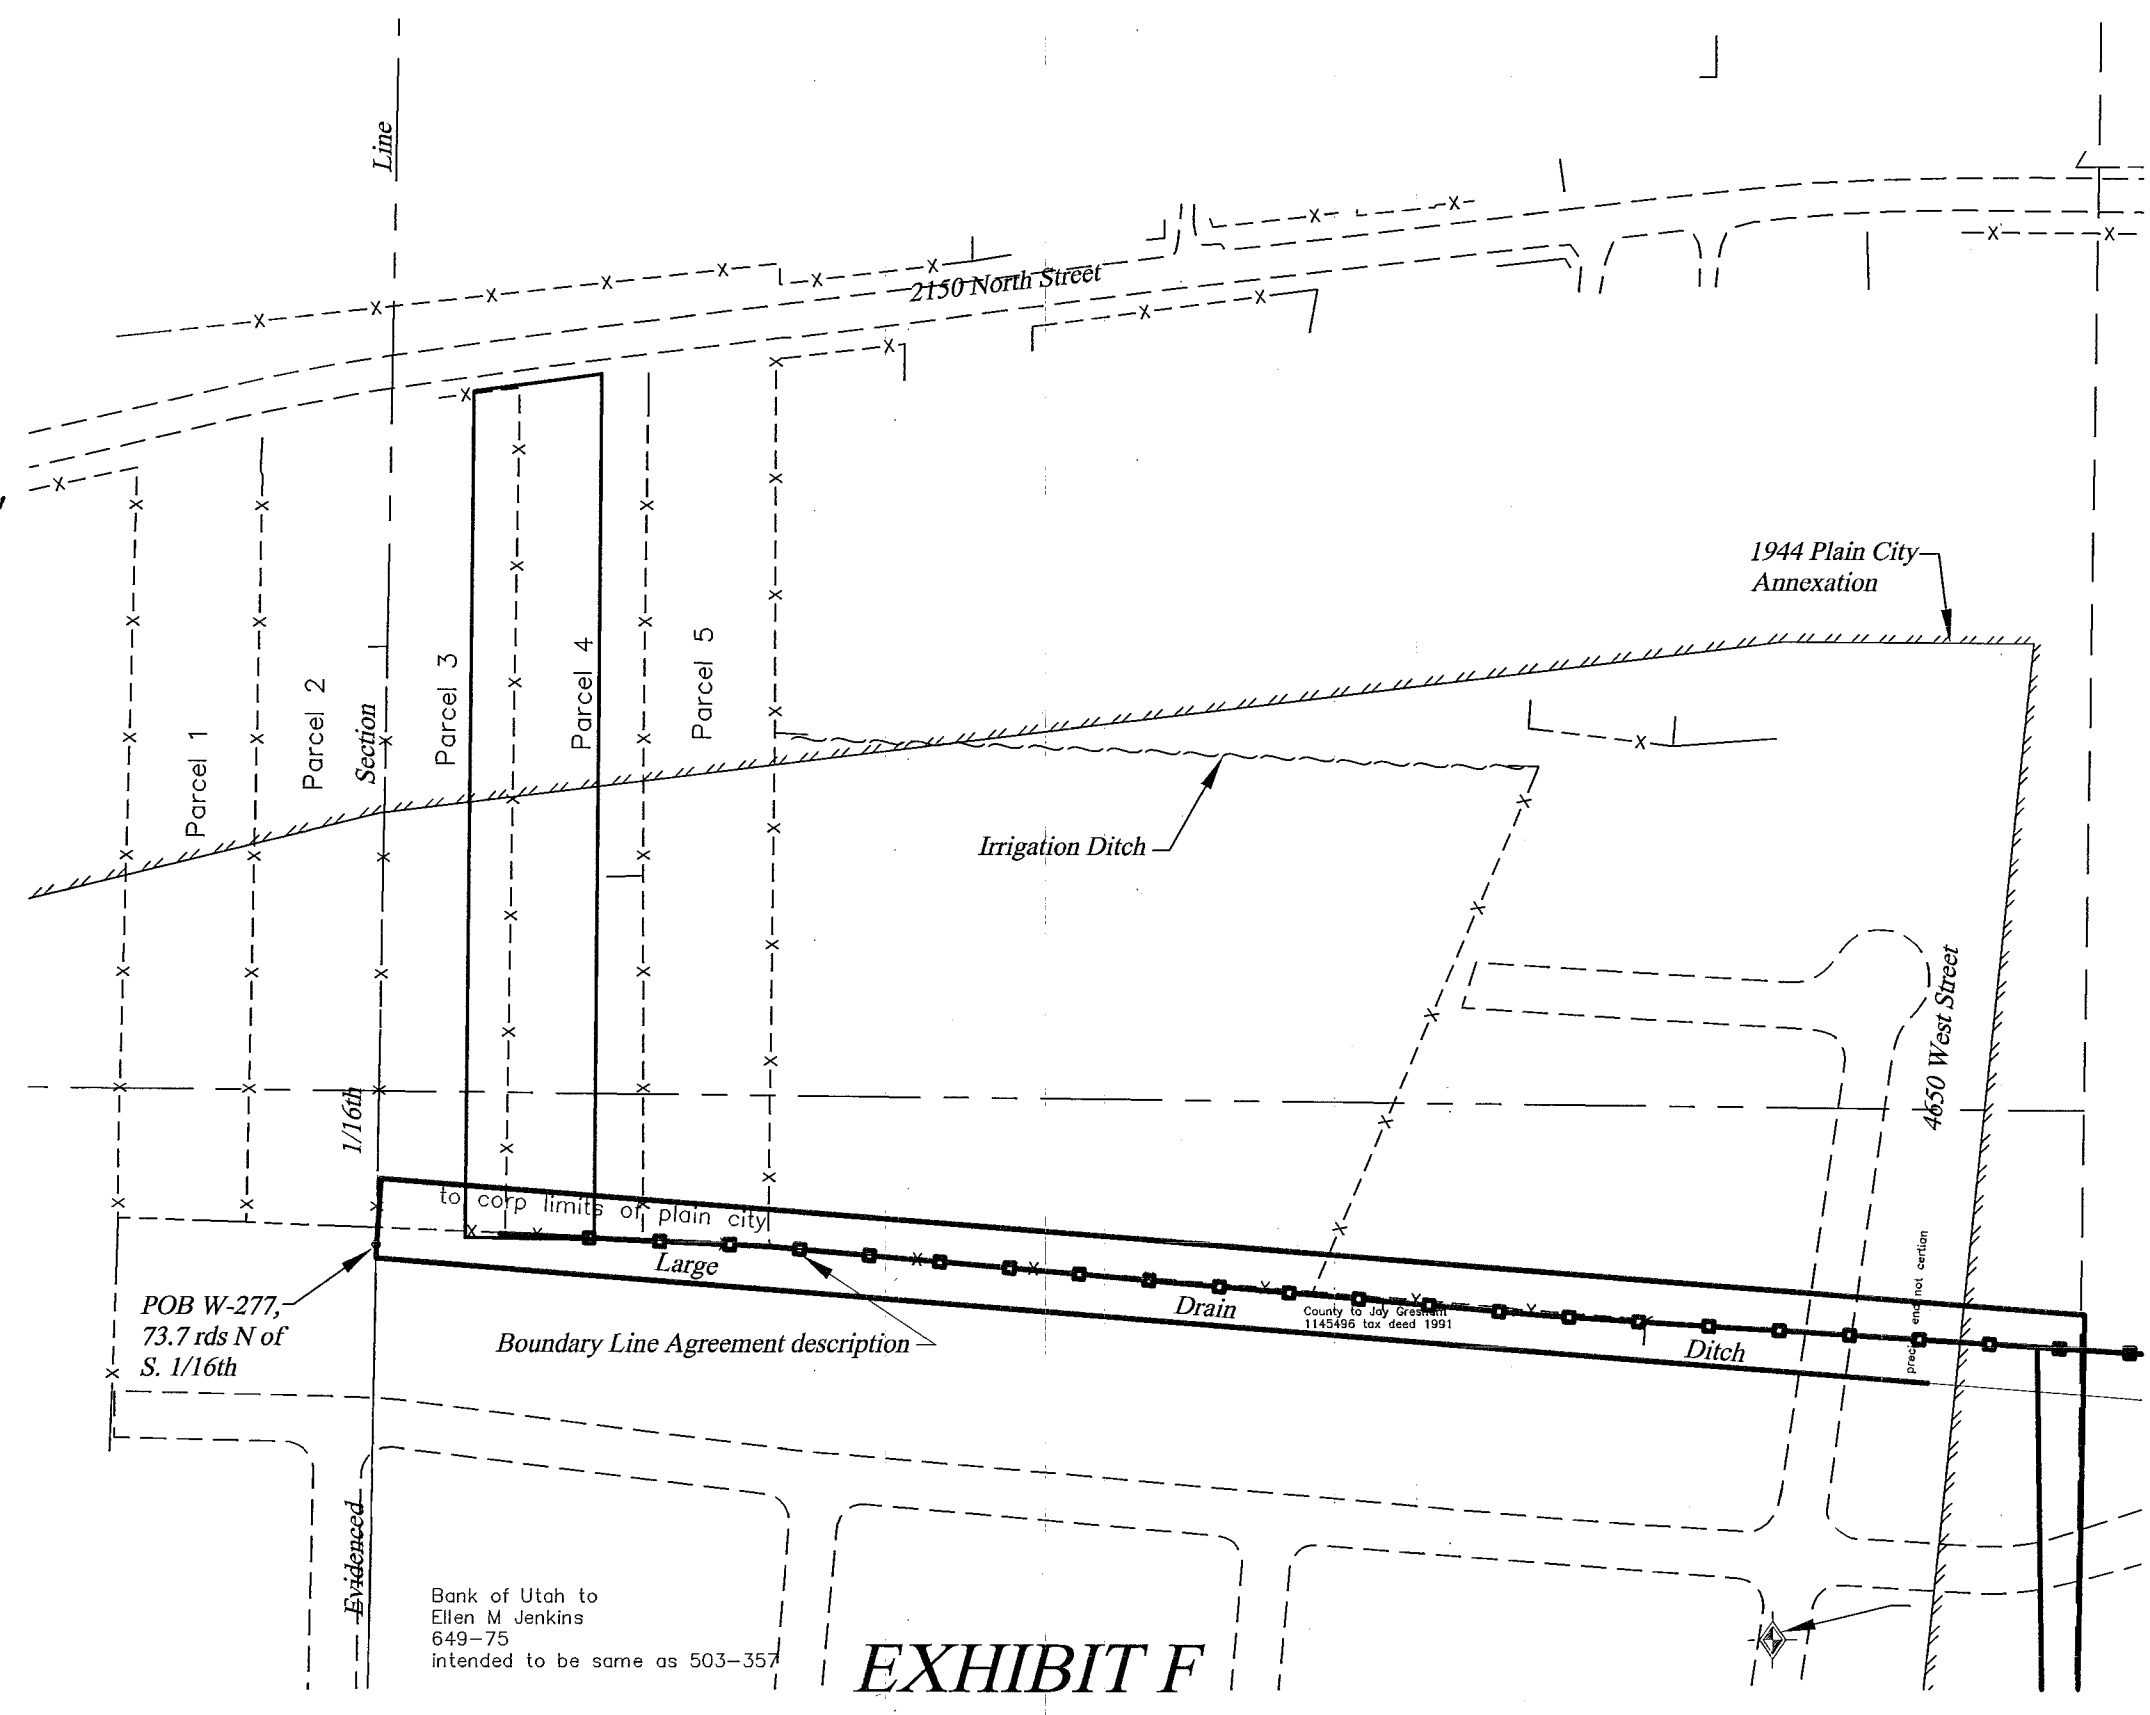 Line
2150 North Street
1944 Plain City
Annexation
Parcel 1
Parcel 2
Section
Parcel 3
Parcel 4
Parcel 5
Irrigation Ditch
4650 West Street
1/16th
to corp limits of plain city
Large
Drain
County to Jay
1145496 tax deed 1991
Ditch
end not certian
POB W-277,
73.7 rds N of
S. 1/16th
Boundary Line Agreement description
Evidenced
Bank of Utah to
Ellen M Jenkins
649-75
intended to be same as 503-357
EXHIBIT F